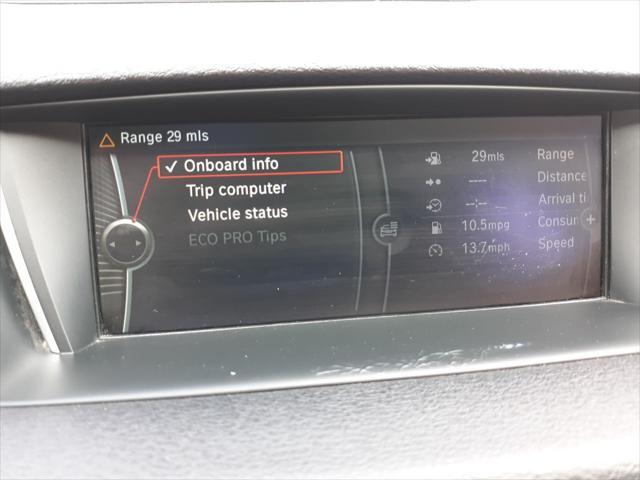 Range 29 mls
✓ Onboard info
Trip computer
Vehicle status
ECO PRO Tips
29mls Range
---- Distance
--:-- Arrival ti
10.5mpg Consu
13.7mph Speed
+